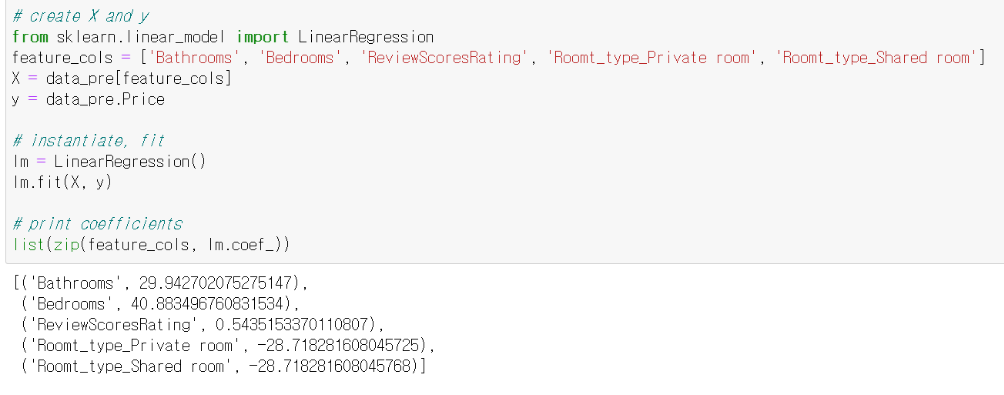 # create X and y
from sklearn.linear_model import LinearRegression
feature_cols = ['Bathrooms', 'Bedrooms', 'ReviewScoresRating', 'Roomt_type_Private room', 'Roomt_type_Shared room']
X = data_pre[feature_cols]
y = data_pre.Price
# instantiate, fit
lm = LinearRegression()
lm.fit(X, y)
# print coefficients
list(zip(feature_cols, lm.coef_))
[('Bathrooms', 29.942702075275147),
('Bedrooms', 40.883496760831534),
('ReviewScoresRating', 0.5435153370110807),
('Roomt_type_Private room', -28.718281608045725),
('Roomt_type_Shared room', -28.718281608045768)]